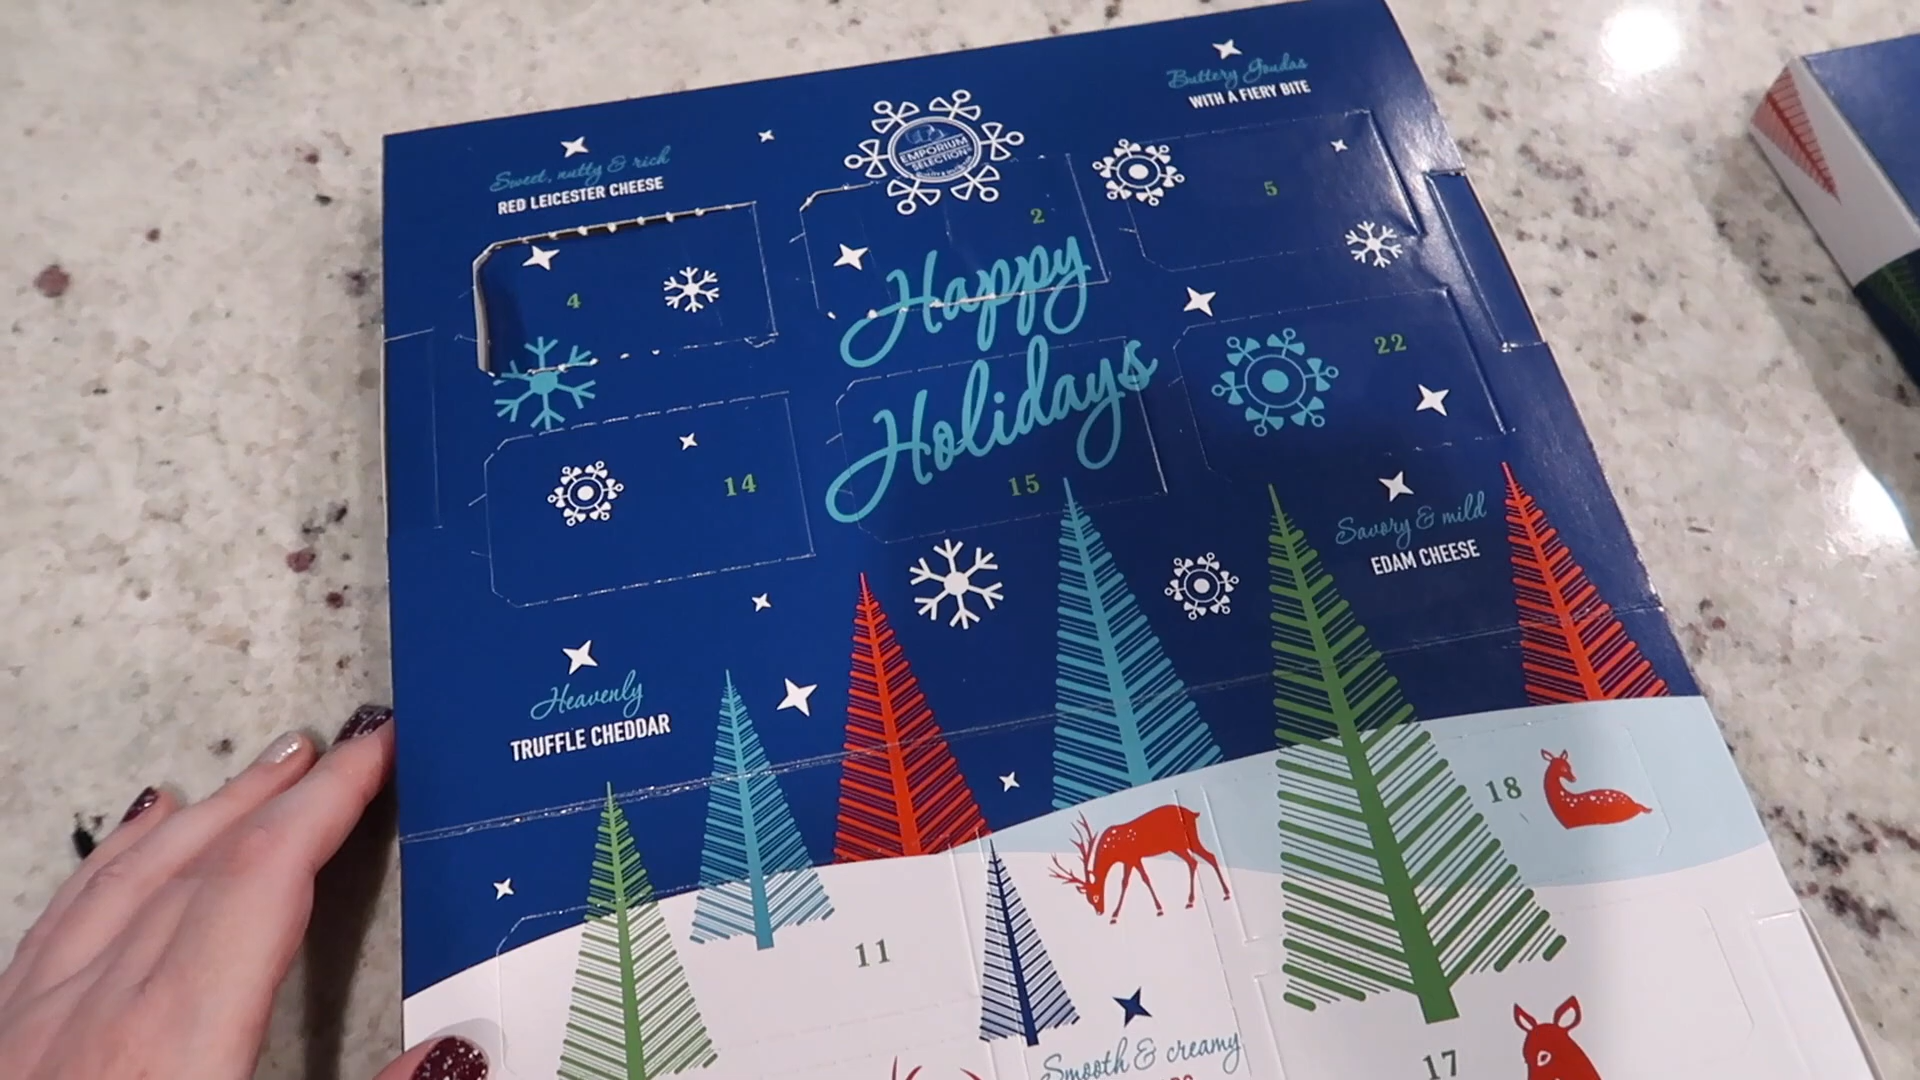 Buttery Goudas
WITH A FIERY BITE
EMPORIUM
SELECTION
Sweet, nutty & rich
RED LEICESTER CHEESE
2
5
4
Happy
Holidays
22
14
15
Savory & mild
EDAM CHEESE
Heavenly
TRUFFLE CHEDDAR
18
11
Smooth & creamy
17